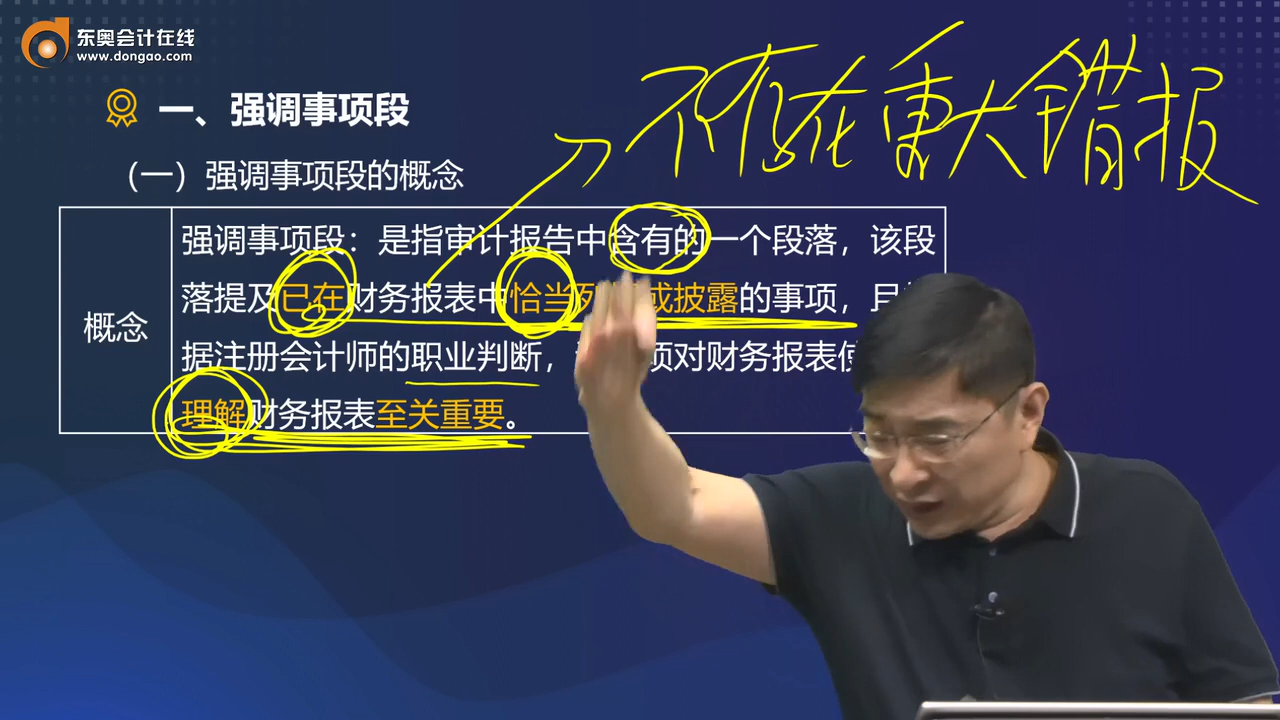 东奥会计在线
www.dongao.com
不存在重大错报
一、强调事项段
（一）强调事项段的概念
概念
强调事项段：是指审计报告中含有的一个段落，该段
落提及已在财务报表中恰当列 或披露的事项，且
据注册会计师的职业判断， 项对财务报表使
理解财务报表至关重要。